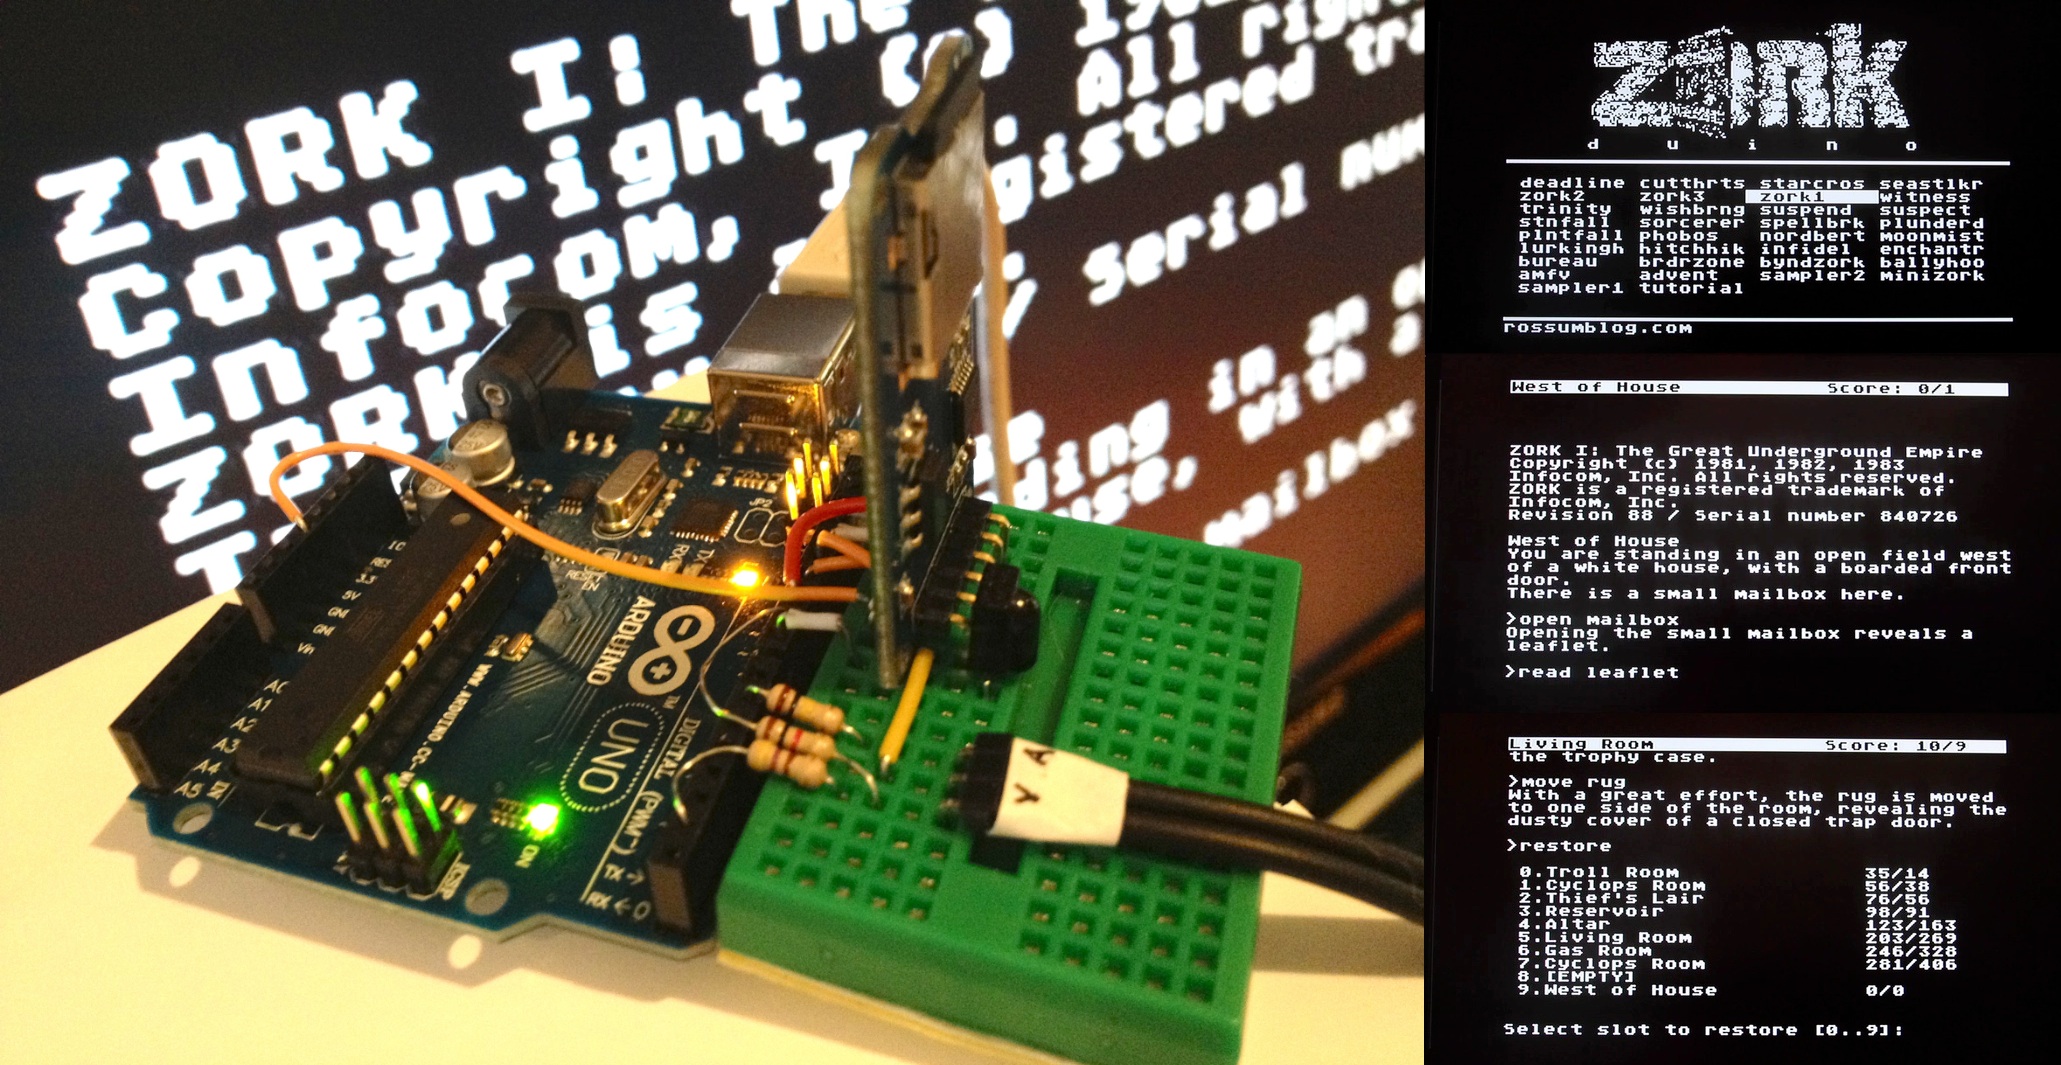 ZORK I: The
Copyright (c) 198
Infocom, I . All righ
ZORK is gistered tra
/ Serial num
in an o
ding with a
use,
mailbox
ARDUINO
TM
UNO
DIGITAL (PWM~)
TX →
RX ← 0
ON
L
TX
RX
Vin
A0
A1
A2
A3
A4
A5
ICSP
WWW.ARDUINO.CC
Y A
zork
d u i n o
deadline cutthrts starcros seastlkr
zork2 zork3 zork1 witness
trinity wishbrng suspend suspect
stnfall sorcerer spellbrk plunderd
plntfall phobos nordbert moonmist
lurkingh hitchhik infidel enchantr
bureau brdrzone byndzork ballyhoo
amfv advent sampler2 minizork
sampler1 tutorial
rossumblog.com
West of House Score: 0/1
ZORK I: The Great Underground Empire
Copyright (c) 1981, 1982, 1983
Infocom, Inc. All rights reserved.
ZORK is a registered trademark of
Infocom, Inc.
Revision 88 / Serial number 840726
West of House
You are standing in an open field west
of a white house, with a boarded front
door.
There is a small mailbox here.
>open mailbox
Opening the small mailbox reveals a
leaflet.
>read leaflet
Living Room Score: 10/9
the trophy case.
>move rug
With a great effort, the rug is moved
to one side of the room, revealing the
dusty cover of a closed trap door.
>restore
0.Troll Room 35/14
1.Cyclops Room 56/38
2.Thief's Lair 76/56
3.Reservoir 98/91
4.Altar 123/163
5.Living Room 203/269
6.Gas Room 246/328
7.Cyclops Room 281/406
8.[EMPTY]
9.West of House 0/0
Select slot to restore [0..9]: